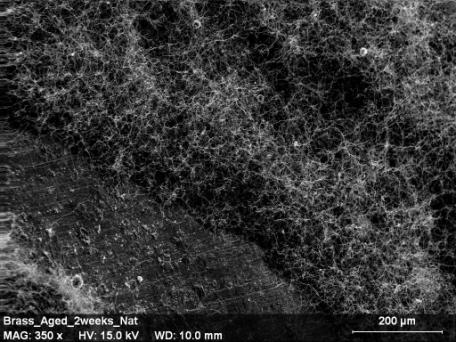 Brass_Aged_2weeks_Nat
MAG: 350 x HV: 15.0 kV WD: 10.0 mm
200 µm